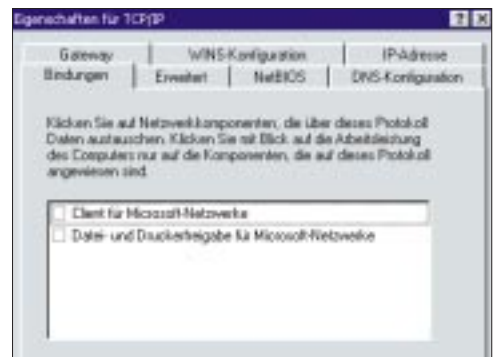 Eigenschaften für TCP/IP
Gateway WINS-Konfiguration IP-Adresse
Bindungen Erweitert NetBIOS DNS-Konfiguration
Klicken Sie auf Netzwerkkomponenten, die über dieses Protokoll
Daten austauschen. Klicken Sie mit Blick auf die Arbeitsleistung
des Computers nur auf die Komponenten, die auf dieses Protokoll
angewiesen sind.
Client für Microsoft-Netzwerke
Datei- und Druckerfreigabe für Microsoft-Netzwerke